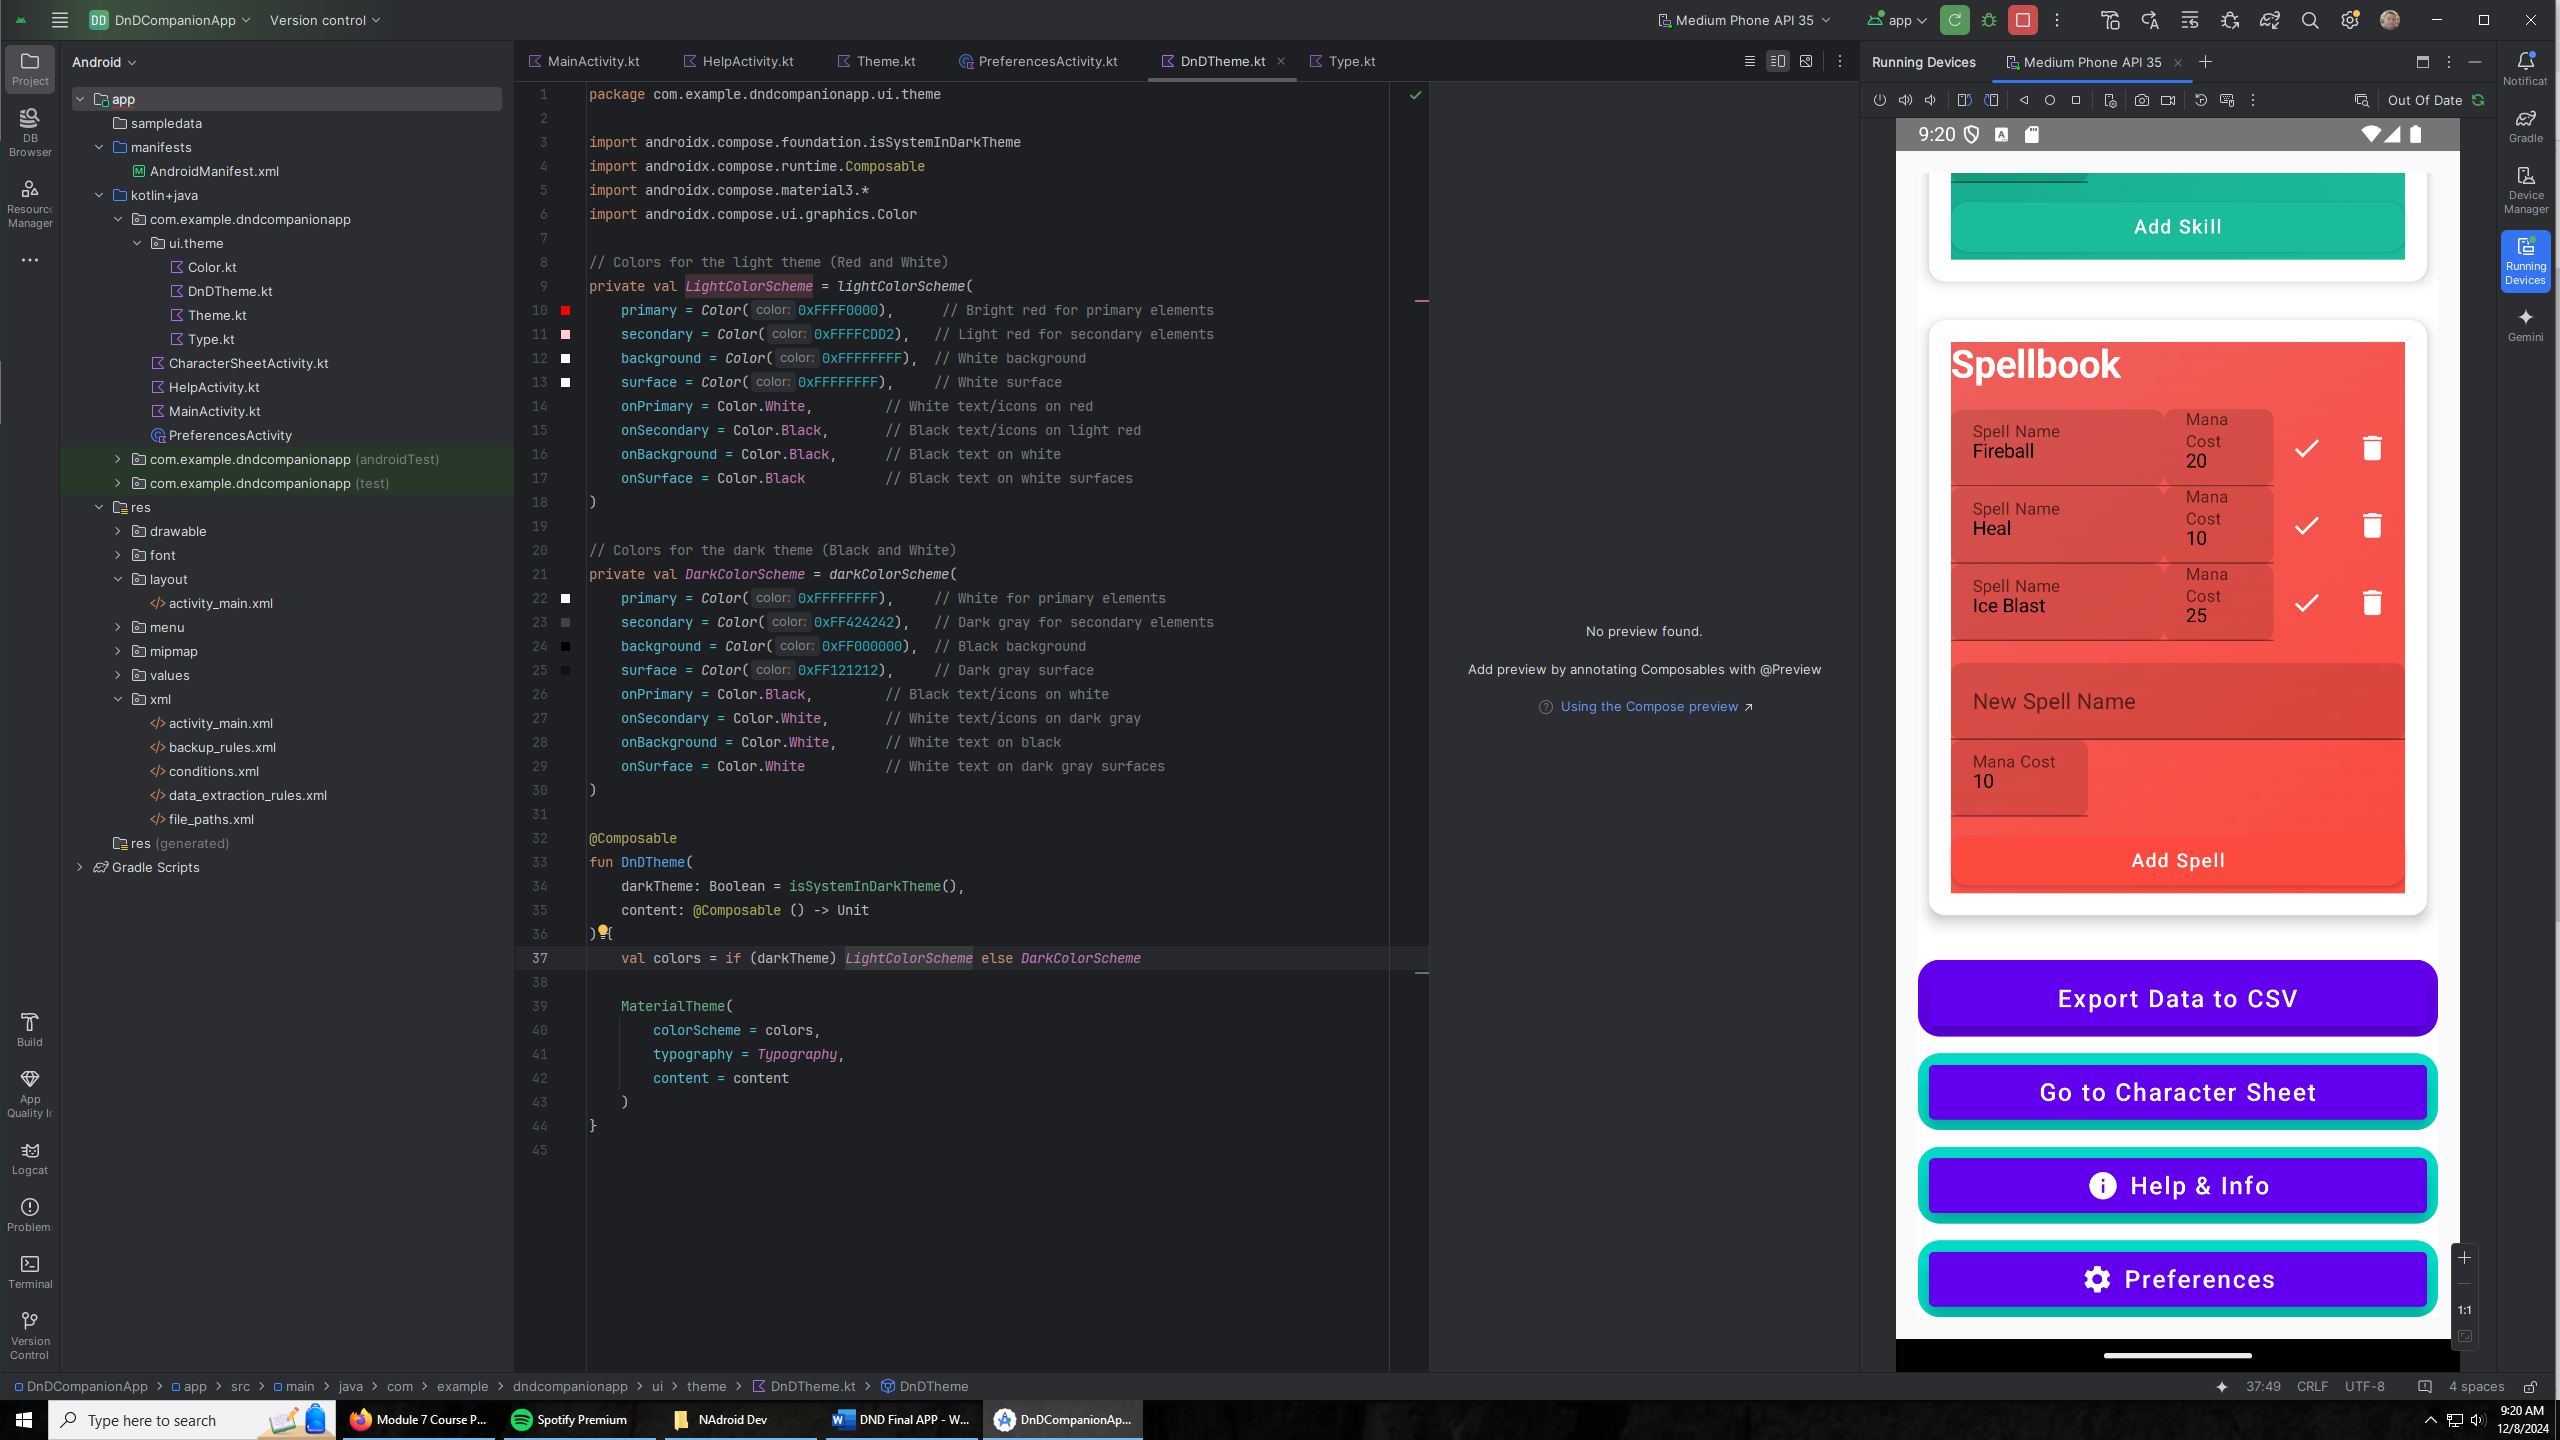 DD DnDCompanionApp Version control Medium Phone API 35 app
Project
DB Browser
Resource Manager
Build
App Quality In
Logcat
Problem
Terminal
Version Control
Android
app
sampledata
manifests
AndroidManifest.xml
kotlin+java
com.example.dndcompanionapp
ui.theme
Color.kt
DnDTheme.kt
Theme.kt
Type.kt
CharacterSheetActivity.kt
HelpActivity.kt
MainActivity.kt
PreferencesActivity
com.example.dndcompanionapp (androidTest)
com.example.dndcompanionapp (test)
res
drawable
font
layout
activity_main.xml
menu
mipmap
values
xml
activity_main.xml
backup_rules.xml
conditions.xml
data_extraction_rules.xml
file_paths.xml
res (generated)
Gradle Scripts
MainActivity.kt HelpActivity.kt Theme.kt PreferencesActivity.kt DnDTheme.kt Type.kt
1 package com.example.dndcompanionapp.ui.theme
2
3 import androidx.compose.foundation.isSystemInDarkTheme
4 import androidx.compose.runtime.Composable
5 import androidx.compose.material3.*
6 import androidx.compose.ui.graphics.Color
7
8 // Colors for the light theme (Red and White)
9 private val LightColorScheme = lightColorScheme(
10 primary = Color( color: 0xFFFF0000), // Bright red for primary elements
11 secondary = Color( color: 0xFFFFCDD2), // Light red for secondary elements
12 background = Color( color: 0xFFFFFFFF), // White background
13 surface = Color( color: 0xFFFFFFFF), // White surface
14 onPrimary = Color.White, // White text/icons on red
15 onSecondary = Color.Black, // Black text/icons on light red
16 onBackground = Color.Black, // Black text on white
17 onSurface = Color.Black // Black text on white surfaces
18 )
19
20 // Colors for the dark theme (Black and White)
21 private val DarkColorScheme = darkColorScheme(
22 primary = Color( color: 0xFFFFFFFF), // White for primary elements
23 secondary = Color( color: 0xFF424242), // Dark gray for secondary elements
24 background = Color( color: 0xFF000000), // Black background
25 surface = Color( color: 0xFF121212), // Dark gray surface
26 onPrimary = Color.Black, // Black text/icons on white
27 onSecondary = Color.White, // White text/icons on dark gray
28 onBackground = Color.White, // White text on black
29 onSurface = Color.White // White text on dark gray surfaces
30 )
31
32 @Composable
33 fun DnDTheme(
34 darkTheme: Boolean = isSystemInDarkTheme(),
35 content: @Composable () -> Unit
36 ) {
37 val colors = if (darkTheme) LightColorScheme else DarkColorScheme
38
39 MaterialTheme(
40 colorScheme = colors,
41 typography = Typography,
42 content = content
43 )
44 }
45
No preview found.
Add preview by annotating Composables with @Preview
Using the Compose preview ↗
Running Devices Medium Phone API 35
Out Of Date
9:20
Add Skill
Spellbook
Spell Name
Fireball
Mana
Cost
20
Spell Name
Heal
Mana
Cost
10
Spell Name
Ice Blast
Mana
Cost
25
New Spell Name
Mana Cost
10
Add Spell
Export Data to CSV
Go to Character Sheet
Help & Info
Preferences
1:1
Notificat
Gradle
Device Manager
Running Devices
Gemini
DnDCompanionApp > app > src > main > java > com > example > dndcompanionapp > ui > theme > DnDTheme.kt > DnDTheme
37:49 CRLF UTF-8 4 spaces
Type here to search
Module 7 Course P...
Spotify Premium
NAdroid Dev
DND Final APP - W...
DnDCompanionAp...
9:20 AM
12/8/2024